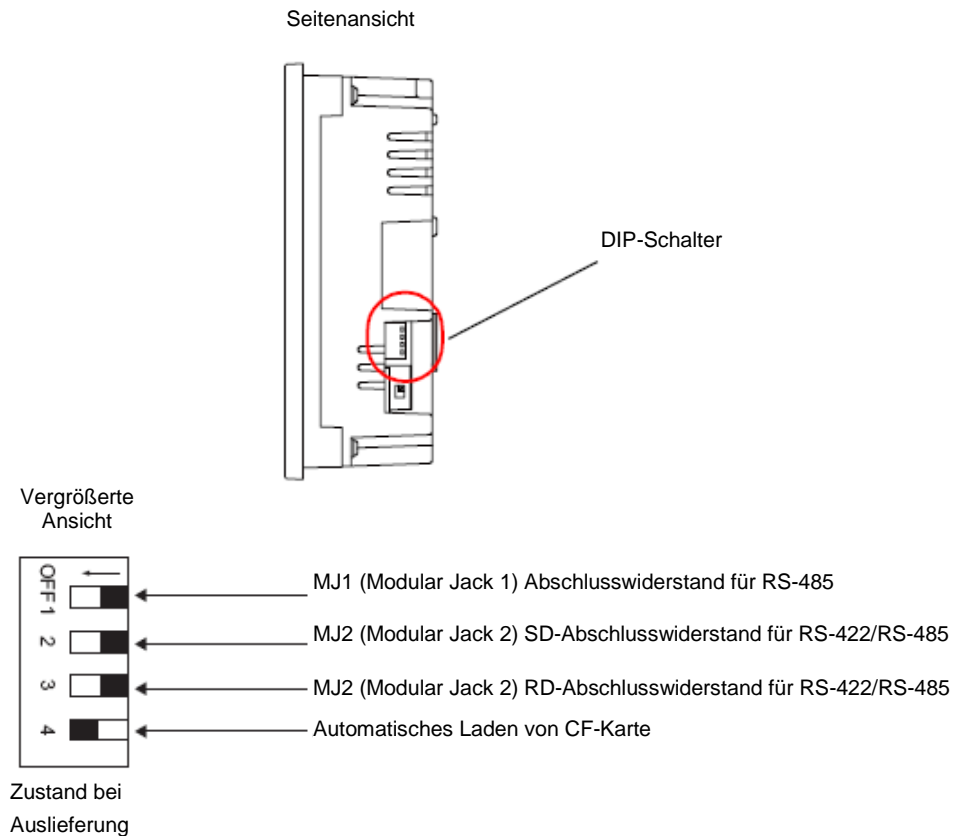 Seitenansicht
DIP-Schalter
Vergrößerte
Ansicht
OFF
1
MJ1 (Modular Jack 1) Abschlusswiderstand für RS-485
2
MJ2 (Modular Jack 2) SD-Abschlusswiderstand für RS-422/RS-485
3
MJ2 (Modular Jack 2) RD-Abschlusswiderstand für RS-422/RS-485
4
Automatisches Laden von CF-Karte
Zustand bei
Auslieferung